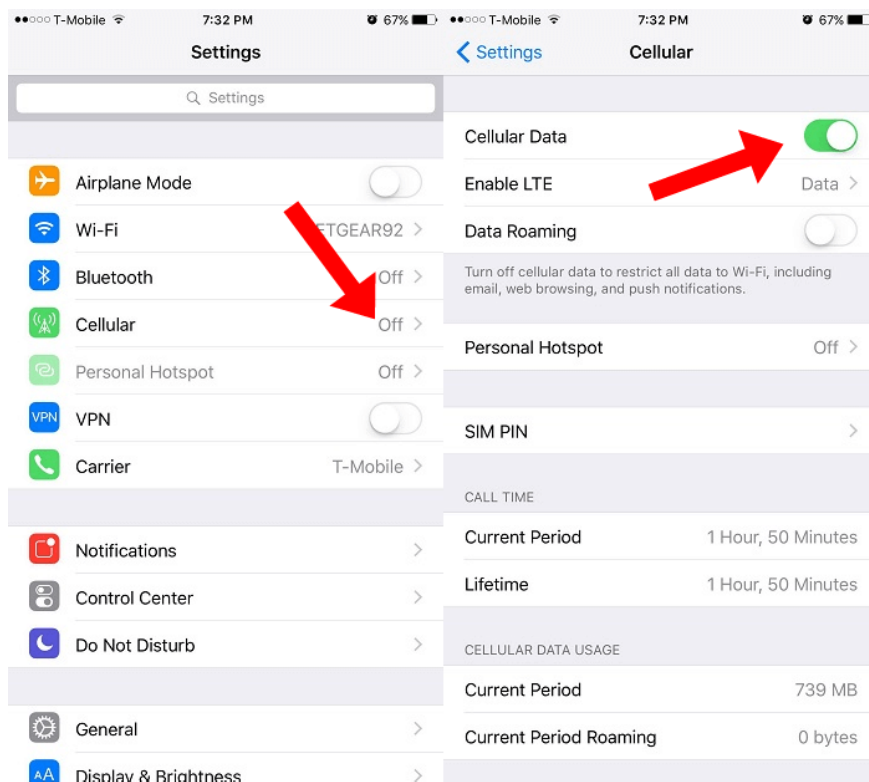 T-Mobile 7:32 PM 67%
Settings
Settings
Airplane Mode
Wi-Fi ETGEAR92
Bluetooth Off
Cellular Off
Personal Hotspot Off
VPN VPN
Carrier T-Mobile
Notifications
Control Center
Do Not Disturb
General
AA Display & Brightness
T-Mobile 7:32 PM 67%
Settings Cellular
Cellular Data
Enable LTE Data
Data Roaming
Turn off cellular data to restrict all data to Wi-Fi, including
email, web browsing, and push notifications.
Personal Hotspot Off
SIM PIN
CALL TIME
Current Period 1 Hour, 50 Minutes
Lifetime 1 Hour, 50 Minutes
CELLULAR DATA USAGE
Current Period 739 MB
Current Period Roaming 0 bytes